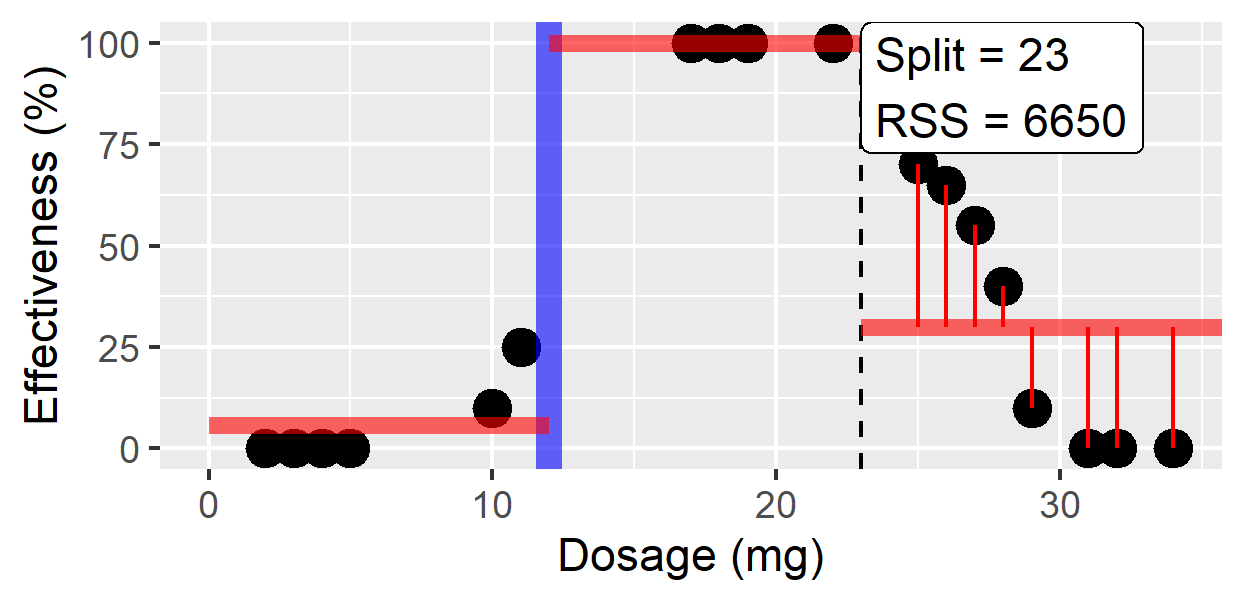 Split = 23
RSS = 6650
100
75
50
25
0
Effectiveness (%)
0 10 20 30
Dosage (mg)